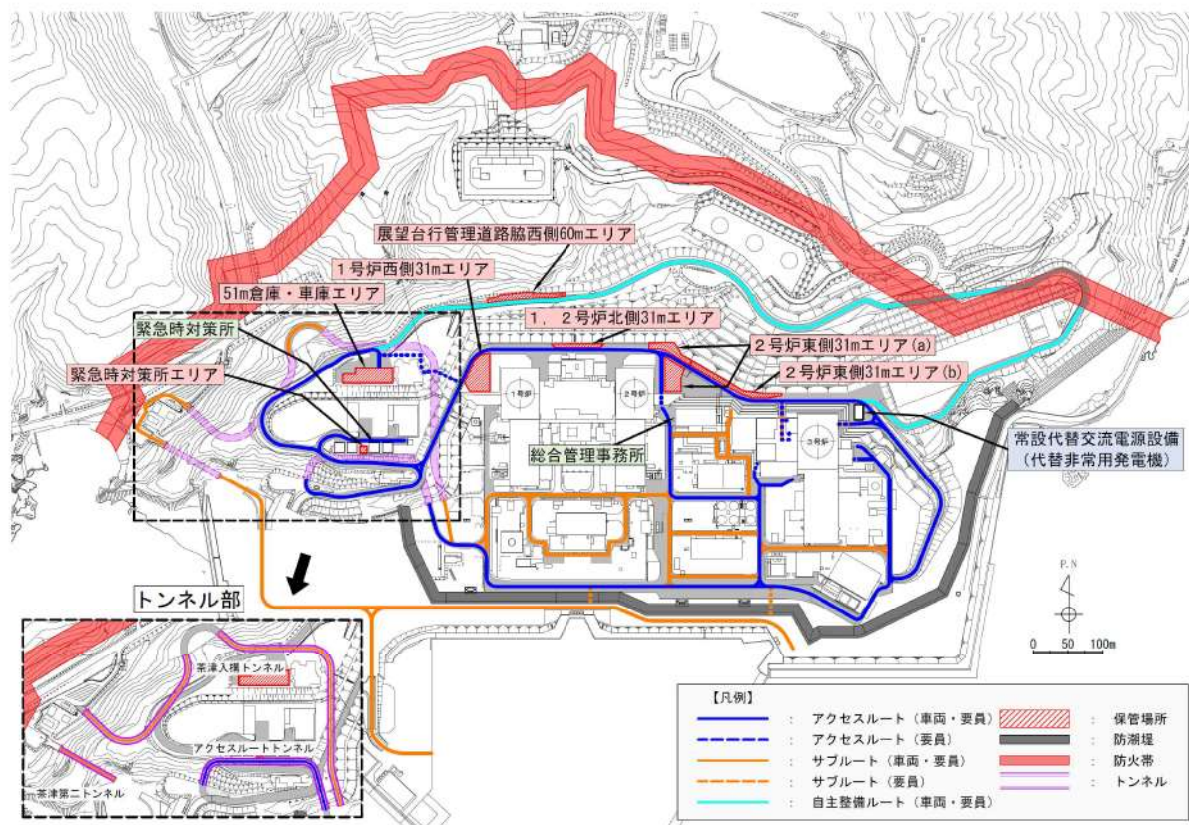 展望台行管理道路脇西側60mエリア
１号炉西側31mエリア
51m倉庫・車庫エリア
緊急時対策所
緊急時対策所エリア
１，２号炉北側31mエリア
２号炉東側31mエリア(a)
２号炉東側31mエリア(b)
１号炉
２号炉
３号炉
総合管理事務所
常設代替交流電源設備
（代替非常用発電機）
トンネル部
茶津入構トンネル
アクセスルートトンネル
茶津第二トンネル
P.N
0 50 100m
【凡例】
： アクセスルート（車両・要員）
： アクセスルート（要員）
： サブルート（車両・要員）
： サブルート（要員）
： 自主整備ルート（車両・要員）
： 保管場所
： 防潮堤
： 防火帯
： トンネル